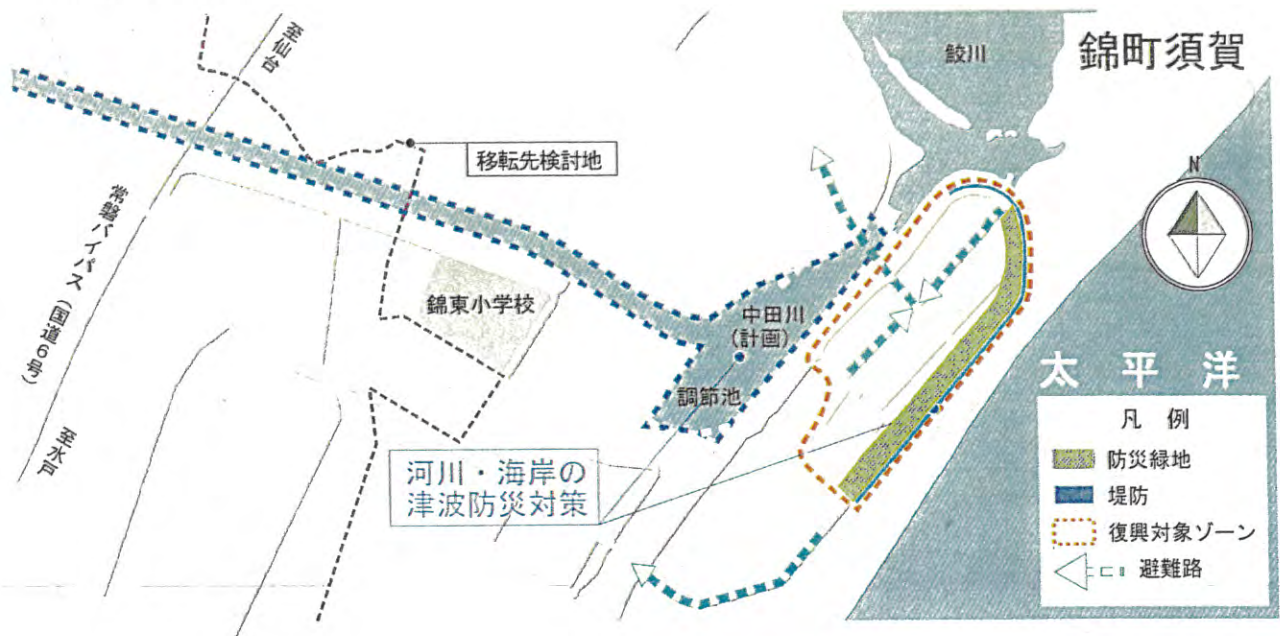 錦町須賀
鮫川
至仙台
移転先検討地
N
常磐バイパス(国道6号)
錦東小学校
中田川
(計画)
太平洋
調節池
至水戸
河川・海岸の
津波防災対策
凡例
防災緑地
堤防
復興対象ゾーン
避難路